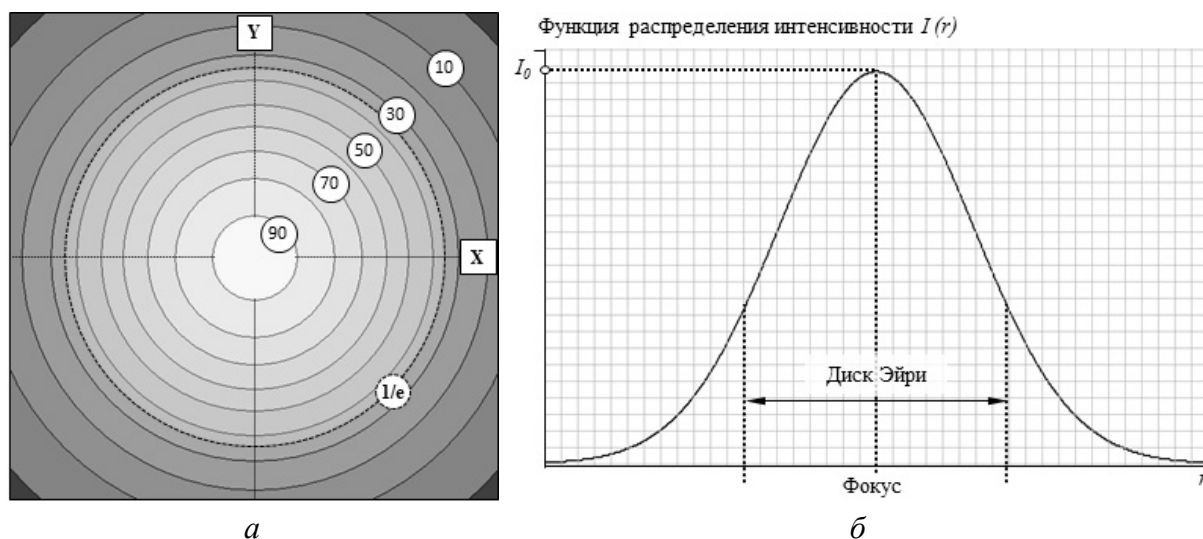 Y
10
30
50
70
90
X
1/e
а
Функция распределения интенсивности I (r)
I₀
Диск Эйри
Фокус
r
б